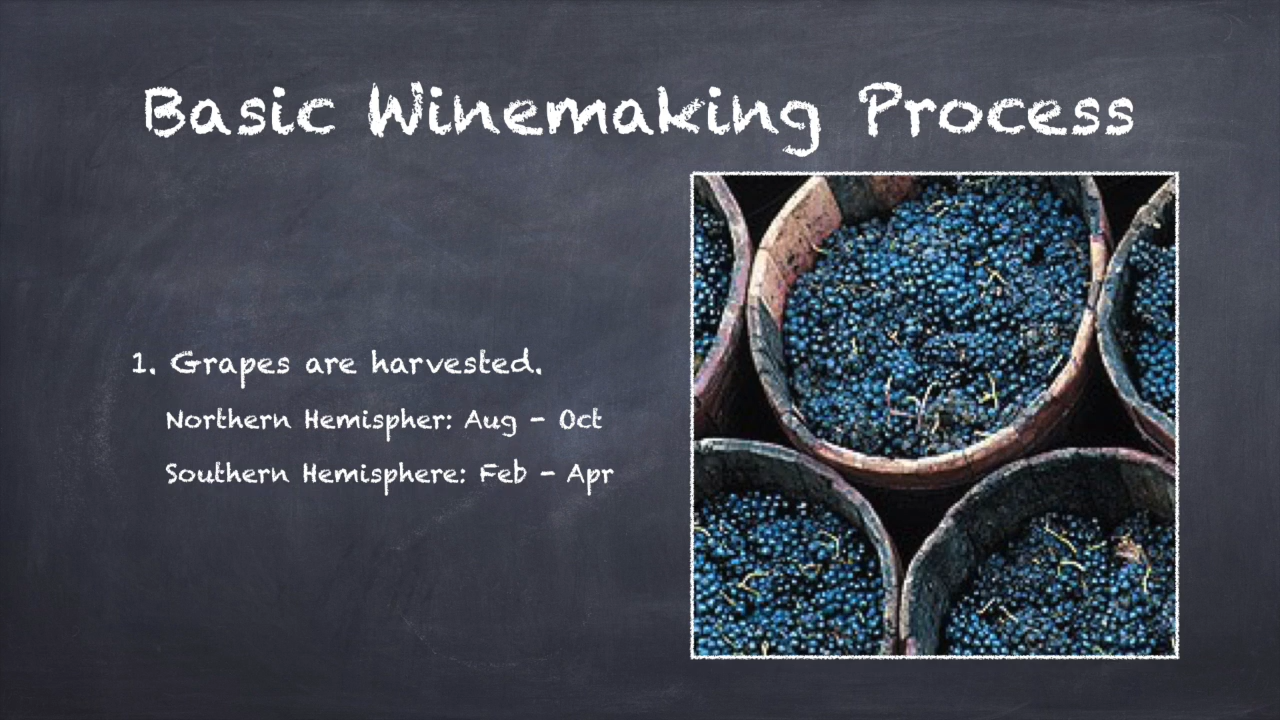 Basic Winemaking Process
1. Grapes are harvested.
Northern Hemispher: Aug - Oct
Southern Hemisphere: Feb - Apr